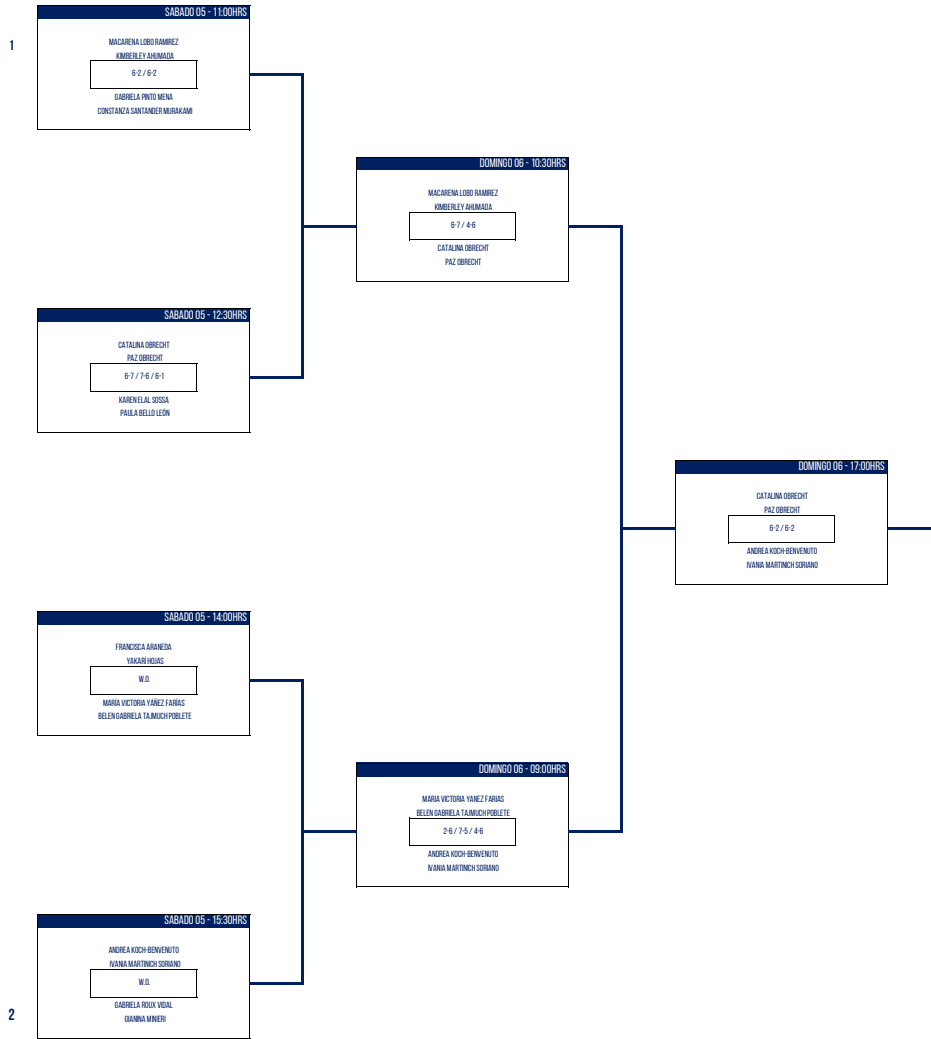 SABADO 05 - 11:00HRS
1
MACARENA LOBO RAMIREZ
KIMBERLEY AHUMADA
6-2 / 6-2
GABRIELA PINTO MENA
CONSTANZA SANTANDER MURAKAMI
DOMINGO 06 - 10:30HRS
MACARENA LOBO RAMIREZ
KIMBERLEY AHUMADA
6-7 / 4-6
CATALINA OBRECHT
PAZ OBRECHT
SABADO 05 - 12:30HRS
CATALINA OBRECHT
PAZ OBRECHT
6-7 / 7-6 / 6-1
KAREN ELAL SOSSA
PAULA BELLO LEÓN
DOMINGO 06 - 17:00HRS
CATALINA OBRECHT
PAZ OBRECHT
6-2 / 6-2
ANDREA KOCH-BENVENUTO
IVANIA MARTINICH SORIANO
SABADO 05 - 14:00HRS
FRANCISCA ARANEDA
YAKARÍ HOJAS
W.O.
MARÍA VICTORIA YÁÑEZ FARÍAS
BELEN GABRIELA TAJMUCH POBLETE
DOMINGO 06 - 09:00HRS
MARIA VICTORIA YANEZ FARIAS
BELEN GABRIELA TAJMUCH POBLETE
2-6 / 7-5 / 4-6
ANDREA KOCH-BENVENUTO
IVANIA MARTINICH SORIANO
SABADO 05 - 15:30HRS
ANDREA KOCH-BENVENUTO
IVANIA MARTINICH SORIANO
W.O.
GABRIELA ROUX VIDAL
GIANINA MINIERI
2